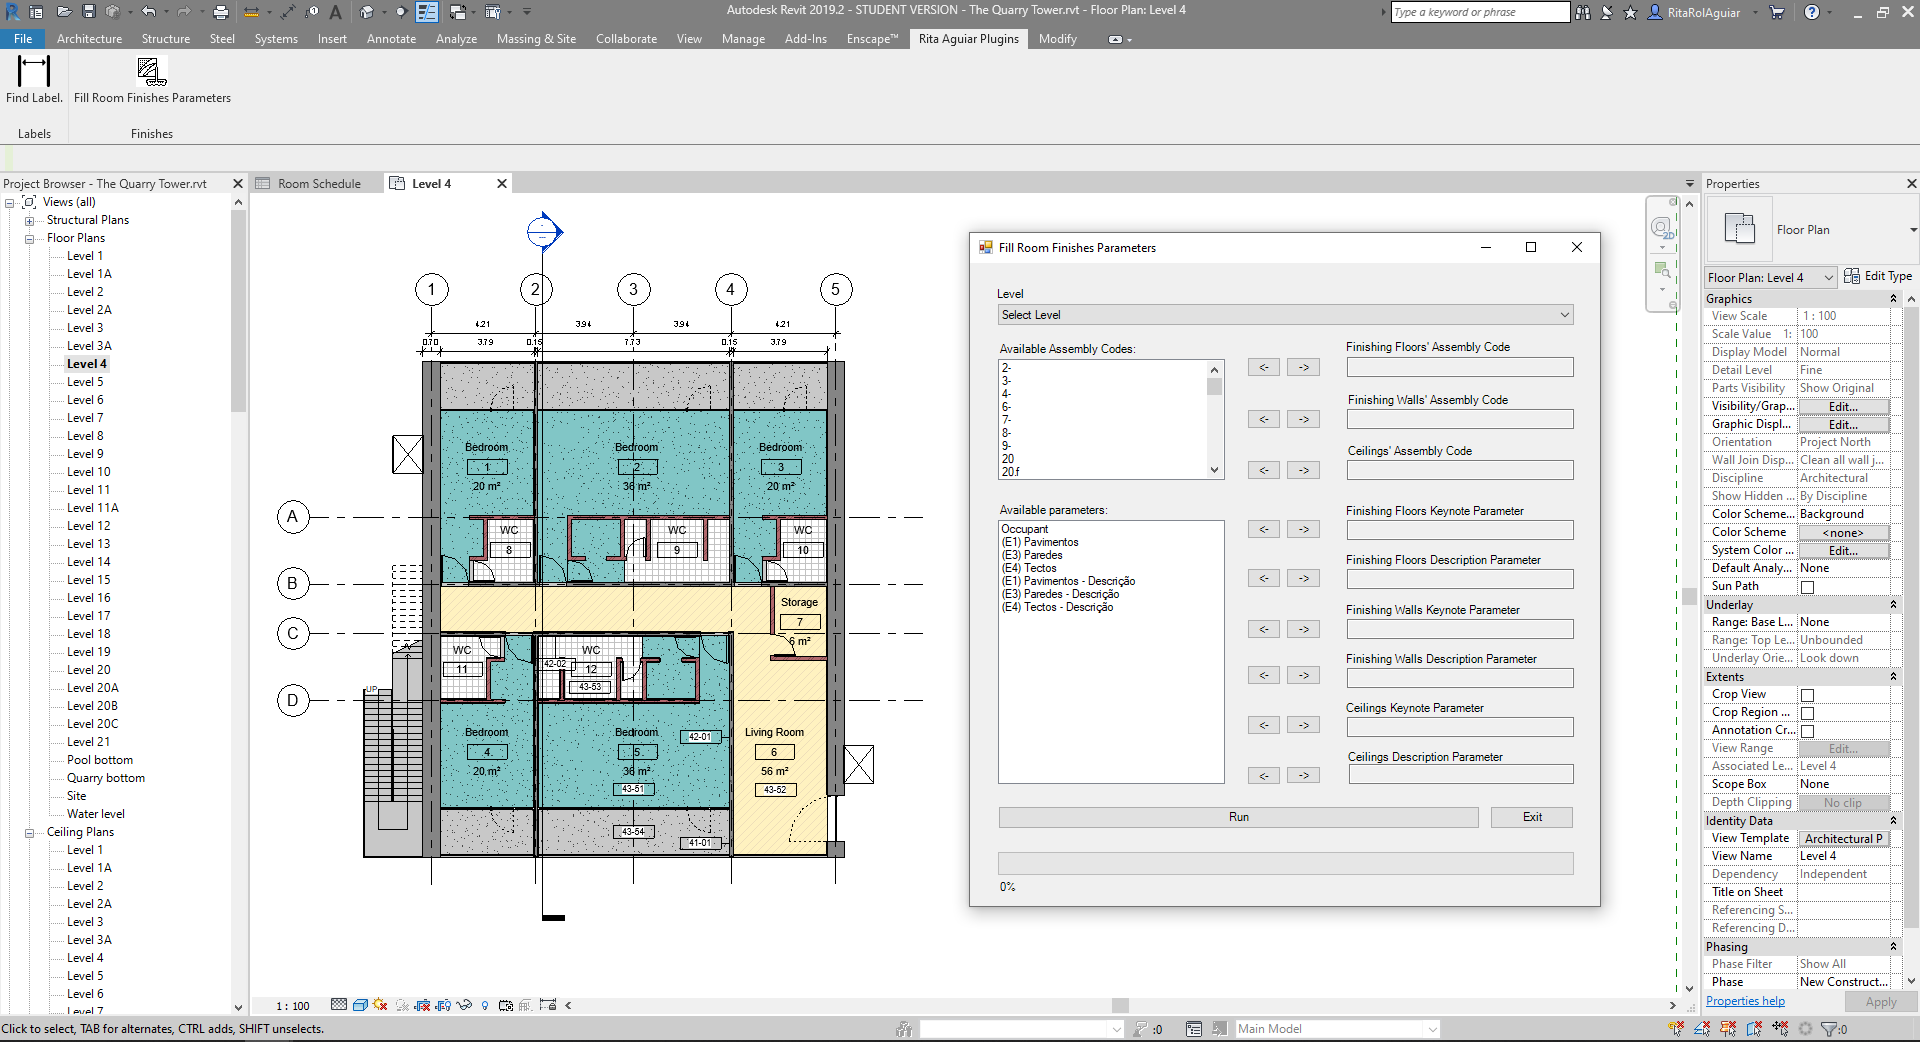 Autodesk Revit 2019.2 - STUDENT VERSION - The Quarry Tower.rvt - Floor Plan: Level 4
Type a keyword or phrase
RitaRolAguiar
File Architecture Structure Steel Systems Insert Annotate Analyze Massing & Site Collaborate View Manage Add-Ins Enscape™ Rita Aguiar Plugins Modify
Find Label. Fill Room Finishes Parameters
Labels Finishes
Project Browser - The Quarry Tower.rvt
Views (all)
Structural Plans
Floor Plans
Level 1
Level 1A
Level 2
Level 2A
Level 3
Level 3A
Level 4
Level 5
Level 6
Level 7
Level 8
Level 9
Level 10
Level 11
Level 11A
Level 12
Level 13
Level 14
Level 15
Level 16
Level 17
Level 18
Level 19
Level 20
Level 20A
Level 20B
Level 20C
Level 21
Pool bottom
Quarry bottom
Site
Water level
Ceiling Plans
Level 1
Level 1A
Level 2
Level 2A
Level 3
Level 3A
Level 4
Level 5
Level 6
Level 7
Room Schedule Level 4
1 2 3 4 5
4.21 3.94 3.94 4.21
0.70 3.79 0.15 7.73 0.15 3.79
Bedroom Bedroom Bedroom
1 2 3
20 m² 36 m² 20 m²
A
WC WC WC
8 9 10
B
Storage
7
6 m²
C
WC WC
11 42-02 12
43-53
UP
D
Bedroom Bedroom Living Room
4 5 42-01 6
20 m² 36 m² 56 m²
43-51 43-52
43-54
41-01
Fill Room Finishes Parameters
Level
Select Level
Available Assembly Codes:
2-
3-
4-
6-
7-
8-
9-
20
20.f
<- ->
Finishing Floors' Assembly Code
<- ->
Finishing Walls' Assembly Code
<- ->
Ceilings' Assembly Code
Available parameters:
Occupant
(E1) Pavimentos
(E3) Paredes
(E4) Tectos
(E1) Pavimentos - Descrição
(E3) Paredes - Descrição
(E4) Tectos - Descrição
<- ->
Finishing Floors Keynote Parameter
<- ->
Finishing Floors Description Parameter
<- ->
Finishing Walls Keynote Parameter
<- ->
Finishing Walls Description Parameter
<- ->
Ceilings Keynote Parameter
<- ->
Ceilings Description Parameter
<- ->
Run Exit
0%
Properties
Floor Plan
Floor Plan: Level 4 Edit Type
Graphics
View Scale 1 : 100
Scale Value 1: 100
Display Model Normal
Detail Level Fine
Parts Visibility Show Original
Visibility/Grap... Edit...
Graphic Displ... Edit...
Orientation Project North
Wall Join Disp... Clean all wall j...
Discipline Architectural
Show Hidden ... By Discipline
Color Scheme... Background
Color Scheme <none>
System Color ... Edit...
Default Analy... None
Sun Path
Underlay
Range: Base L... None
Range: Top Le... Unbounded
Underlay Orie... Look down
Extents
Crop View
Crop Region ...
Annotation Cr...
View Range Edit...
Associated Le... Level 4
Scope Box None
Depth Clipping No clip
Identity Data
View Template Architectural P
View Name Level 4
Dependency Independent
Title on Sheet
Referencing S...
Referencing D...
Phasing
Phase Filter Show All
Phase New Construct...
Properties help Apply
1 : 100
Click to select, TAB for alternates, CTRL adds, SHIFT unselects.
:0
Main Model
:0